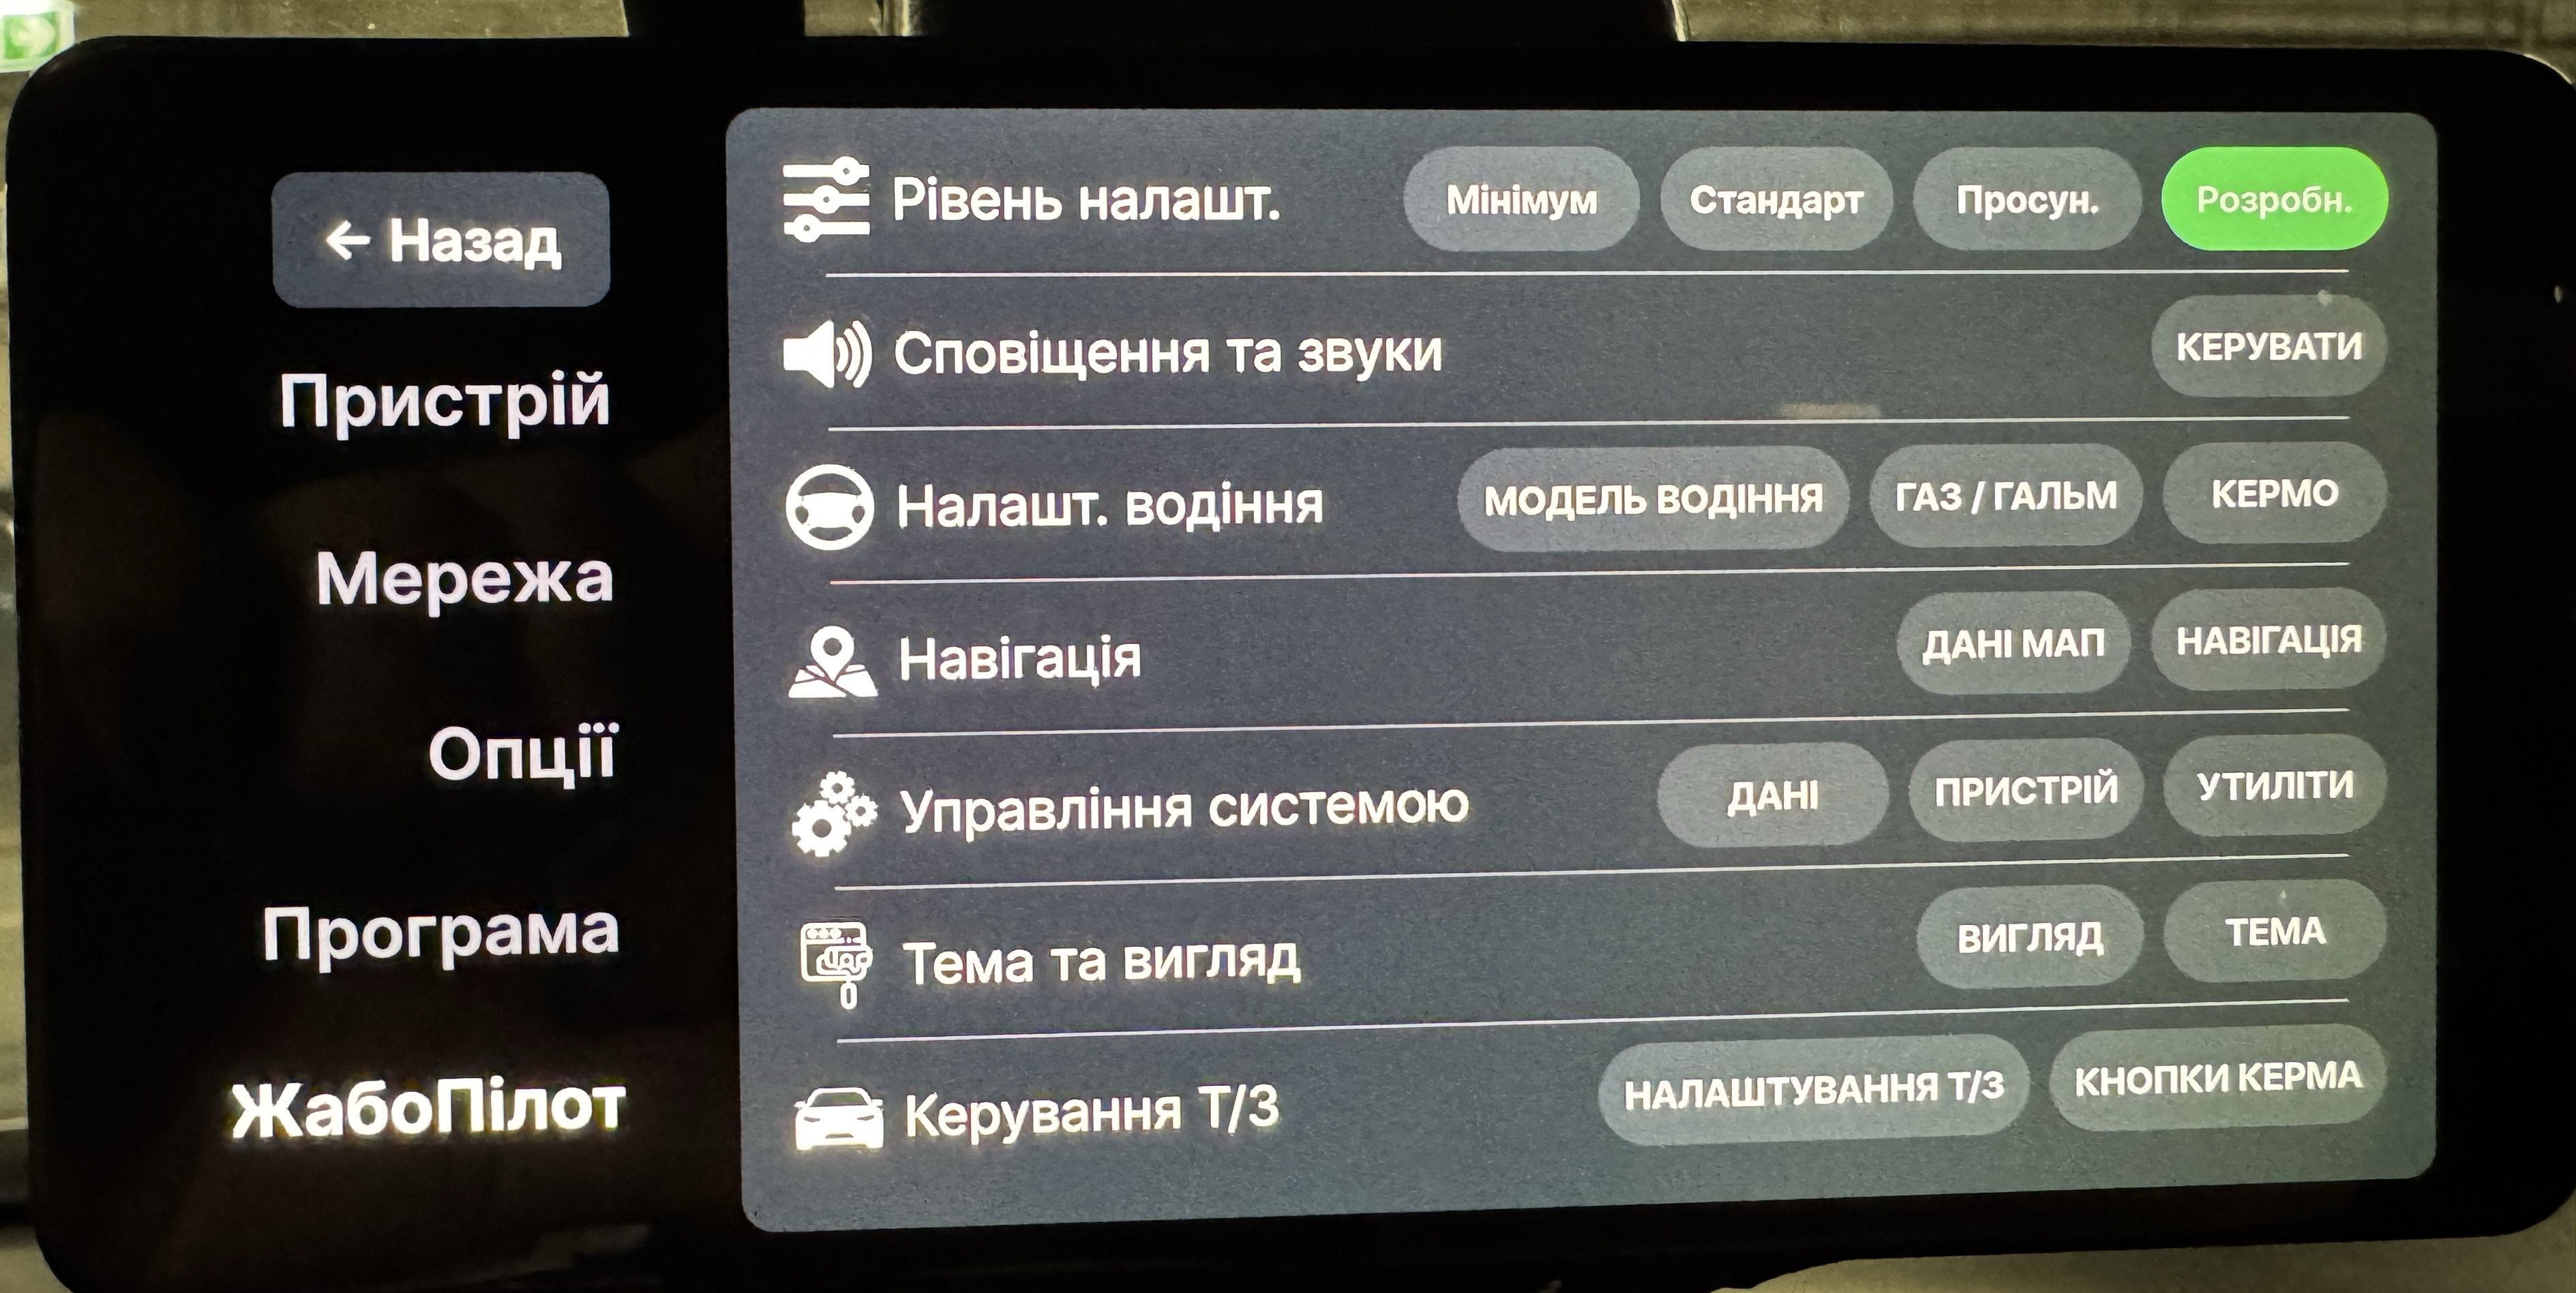 ← Назад
Пристрій
Мережа
Опції
Програма
ЖабоПілот
Рівень налашт. Мінімум Стандарт Просун. Розробн.
Сповіщення та звуки КЕРУВАТИ
Налашт. водіння МОДЕЛЬ ВОДІННЯ ГАЗ / ГАЛЬМ КЕРМО
Навігація ДАНІ МАП НАВІГАЦІЯ
Управління системою ДАНІ ПРИСТРІЙ УТИЛІТИ
Тема та вигляд ВИГЛЯД ТЕМА
Керування Т/З НАЛАШТУВАННЯ Т/З КНОПКИ КЕРМА